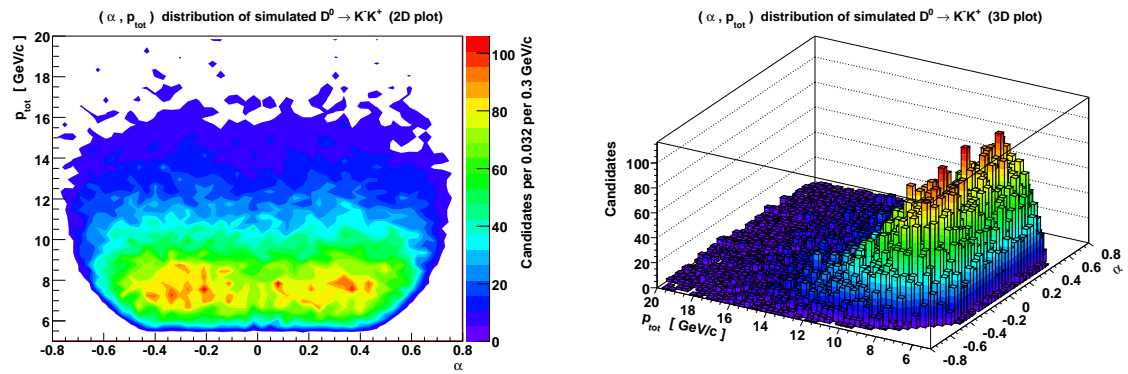 ( α , p_tot ) distribution of simulated D⁰ → K⁻K⁺ (2D plot)
p_tot [ GeV/c ]
20
18
16
14
12
10
8
6
-0.8 -0.6 -0.4 -0.2 0 0.2 0.4 0.6 0.8
α
100
80
60
40
20
0
Candidates per 0.032 per 0.3 GeV/c
( α , p_tot ) distribution of simulated D⁰ → K⁻K⁺ (3D plot)
Candidates
100
80
60
40
20
0
20 18 16 14 12 10 8 6
p_tot [ GeV/c ]
-0.8 -0.6 -0.4 -0.2 0 0.2 0.4 0.6 0.8
α